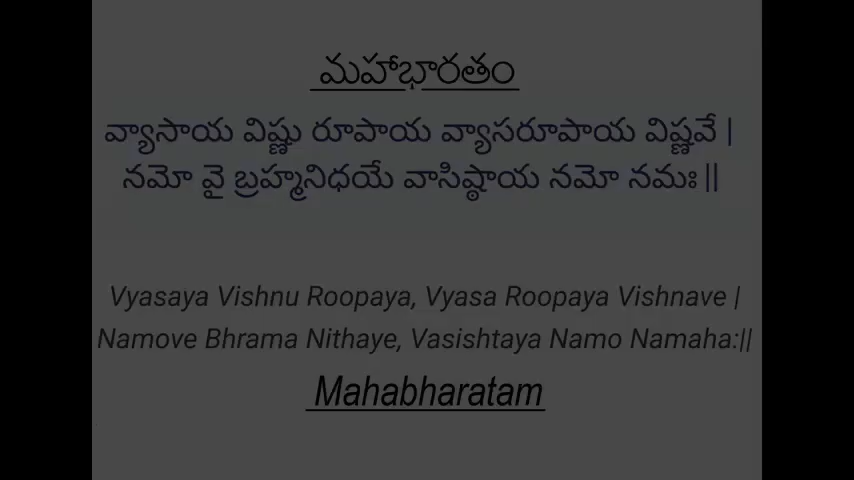 మహాభారతం
వ్యాసాయ విష్ణు రూపాయ వ్యాసరూపాయ విష్ణవే |
నమో వై బ్రహ్మనిధయే వాసిష్ఠాయ నమో నమః ||
Vyasaya Vishnu Roopaya, Vyasa Roopaya Vishnave |
Namove Bhrama Nithaye, Vasishtaya Namo Namaha:||
Mahabharatam